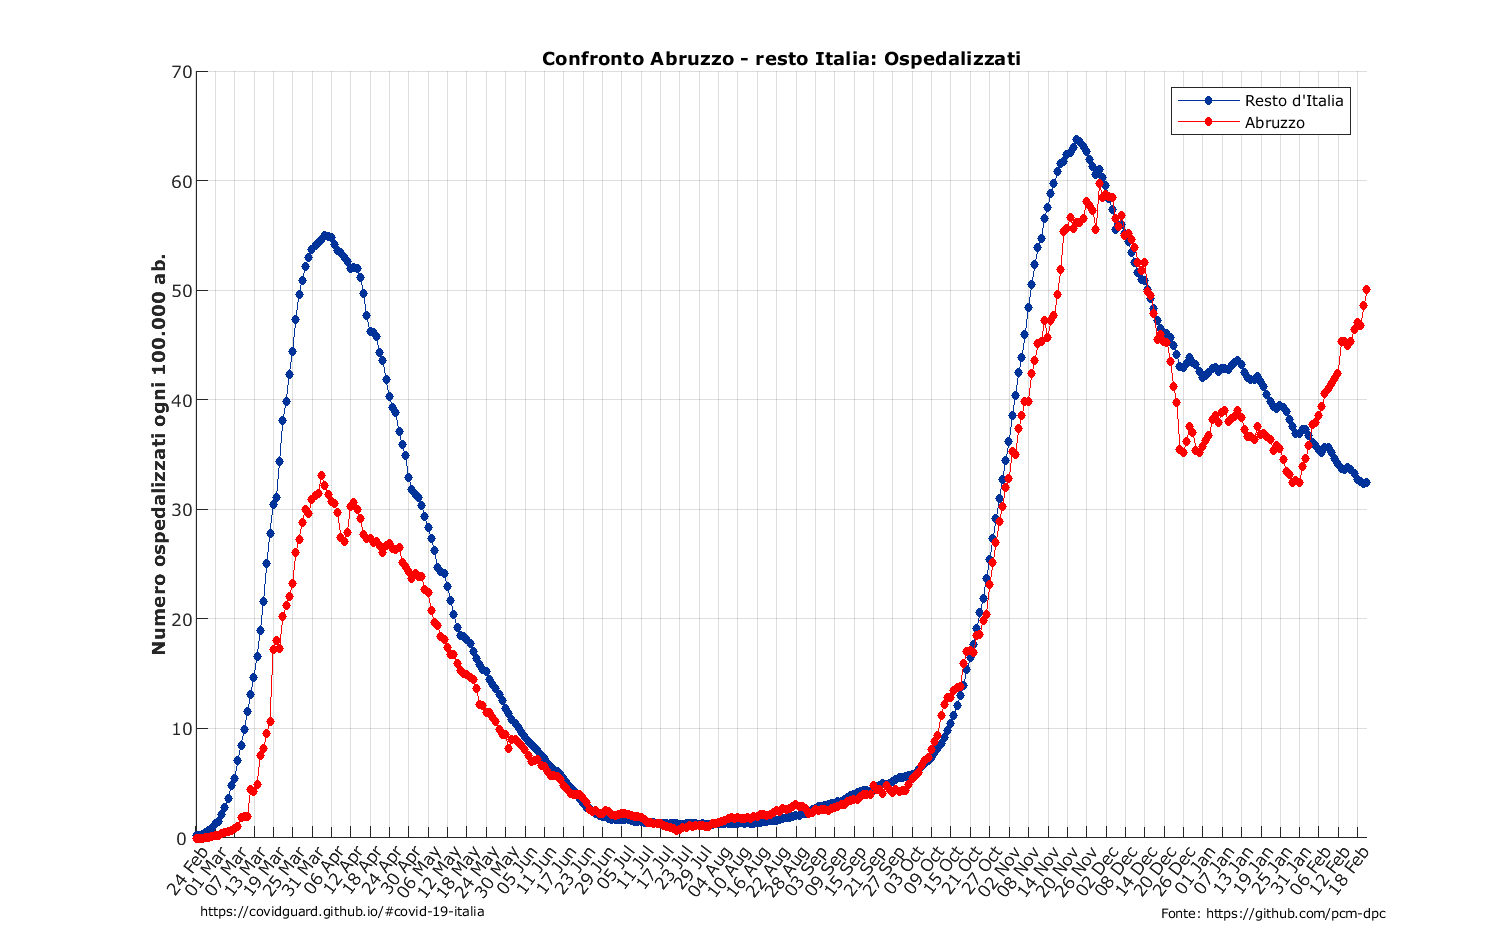 Confronto Abruzzo - resto Italia: Ospedalizzati
Numero ospedalizzati ogni 100.000 ab.
70
60
50
40
30
20
10
0
Resto d'Italia
Abruzzo
24 Feb
01 Mar
07 Mar
13 Mar
19 Mar
25 Mar
31 Mar
06 Apr
12 Apr
18 Apr
24 Apr
30 Apr
06 May
12 May
18 May
24 May
30 May
05 Jun
11 Jun
17 Jun
23 Jun
29 Jun
05 Jul
11 Jul
17 Jul
23 Jul
29 Jul
04 Aug
10 Aug
16 Aug
22 Aug
28 Aug
03 Sep
09 Sep
15 Sep
21 Sep
27 Sep
03 Oct
09 Oct
15 Oct
21 Oct
27 Oct
02 Nov
08 Nov
14 Nov
20 Nov
26 Nov
02 Dec
08 Dec
14 Dec
20 Dec
26 Dec
01 Jan
07 Jan
13 Jan
19 Jan
25 Jan
31 Jan
06 Feb
12 Feb
18 Feb
https://covidguard.github.io/#covid-19-italia
Fonte: https://github.com/pcm-dpc